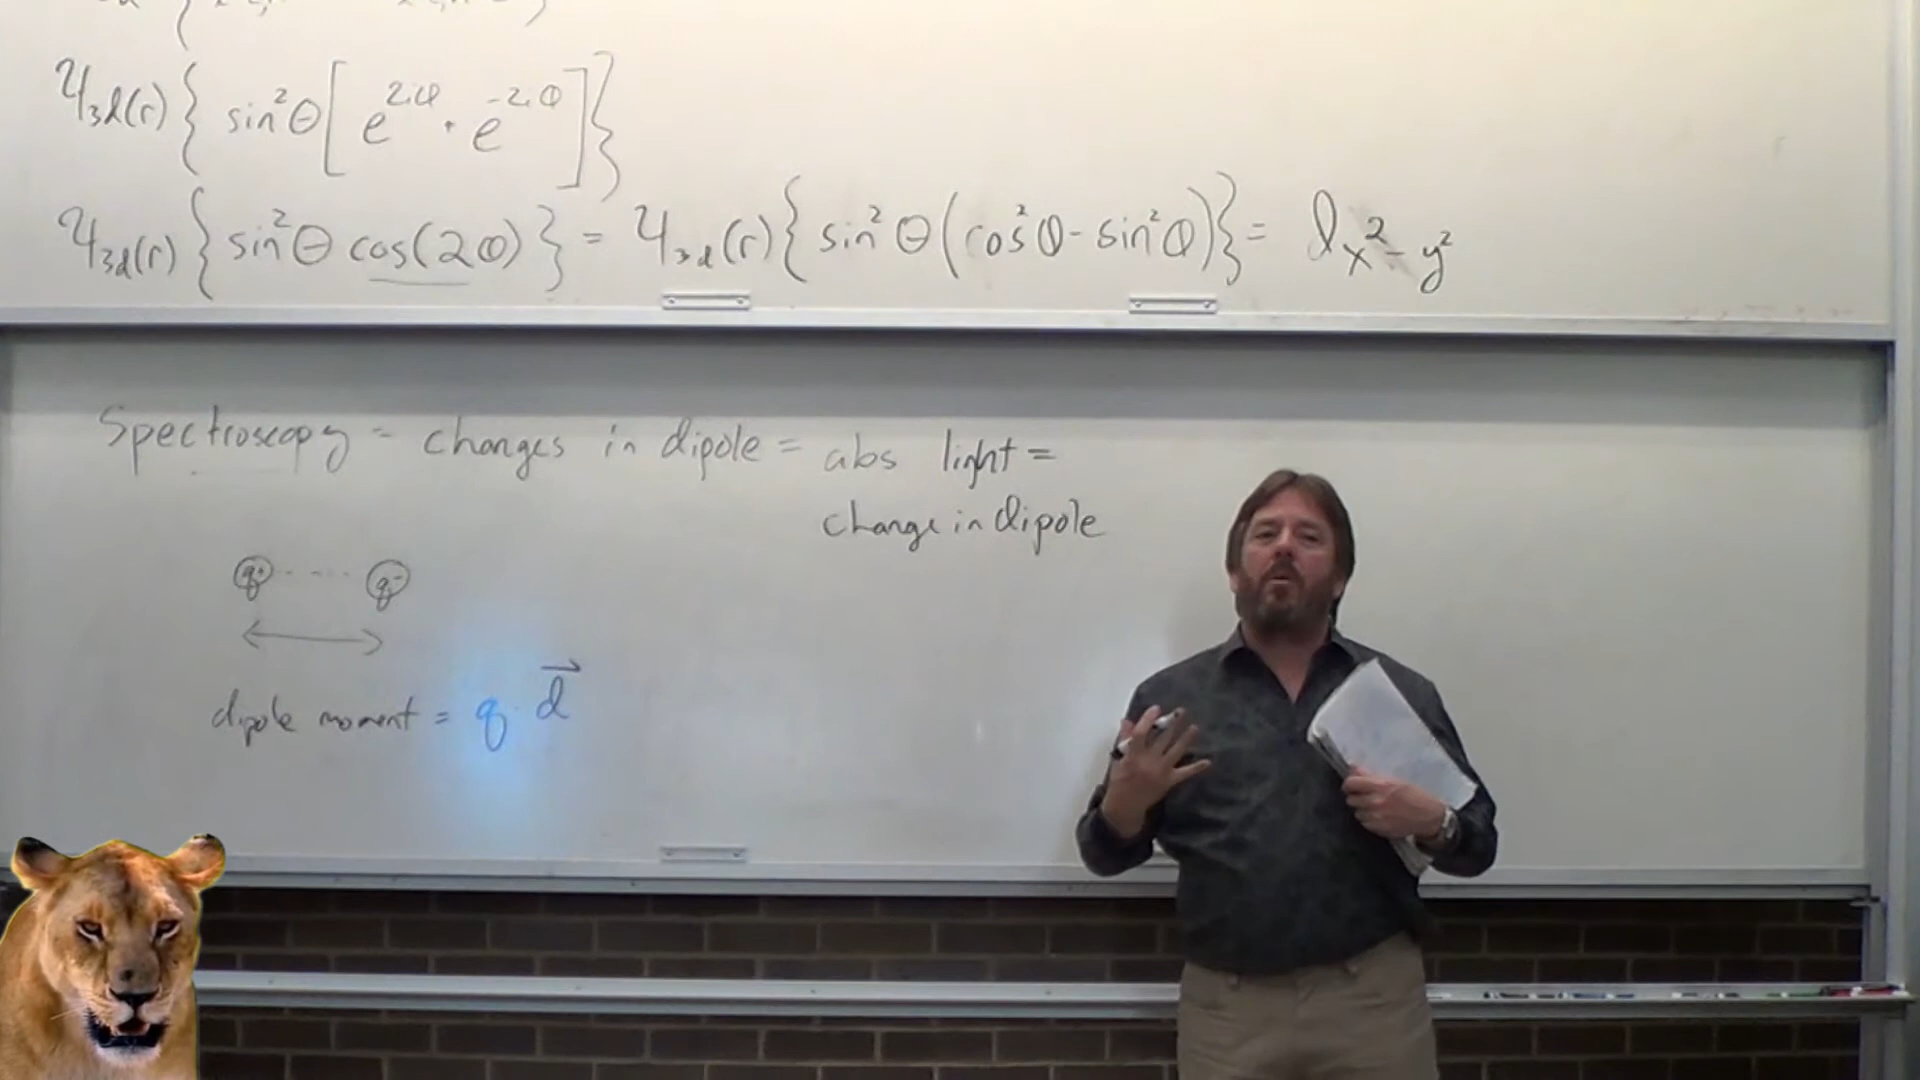 Ψ3d(r) { sin²θ [ e^2iφ + e^-2iφ ] }
Ψ3d(r) { sin²θ cos(2φ) } = Ψ3d(r) { sin²θ ( cos²φ - sin²φ ) } = dx²-y²
Spectroscopy = changes in dipole = abs light =
change in dipole
q+ q-
dipole moment = q · d⃗